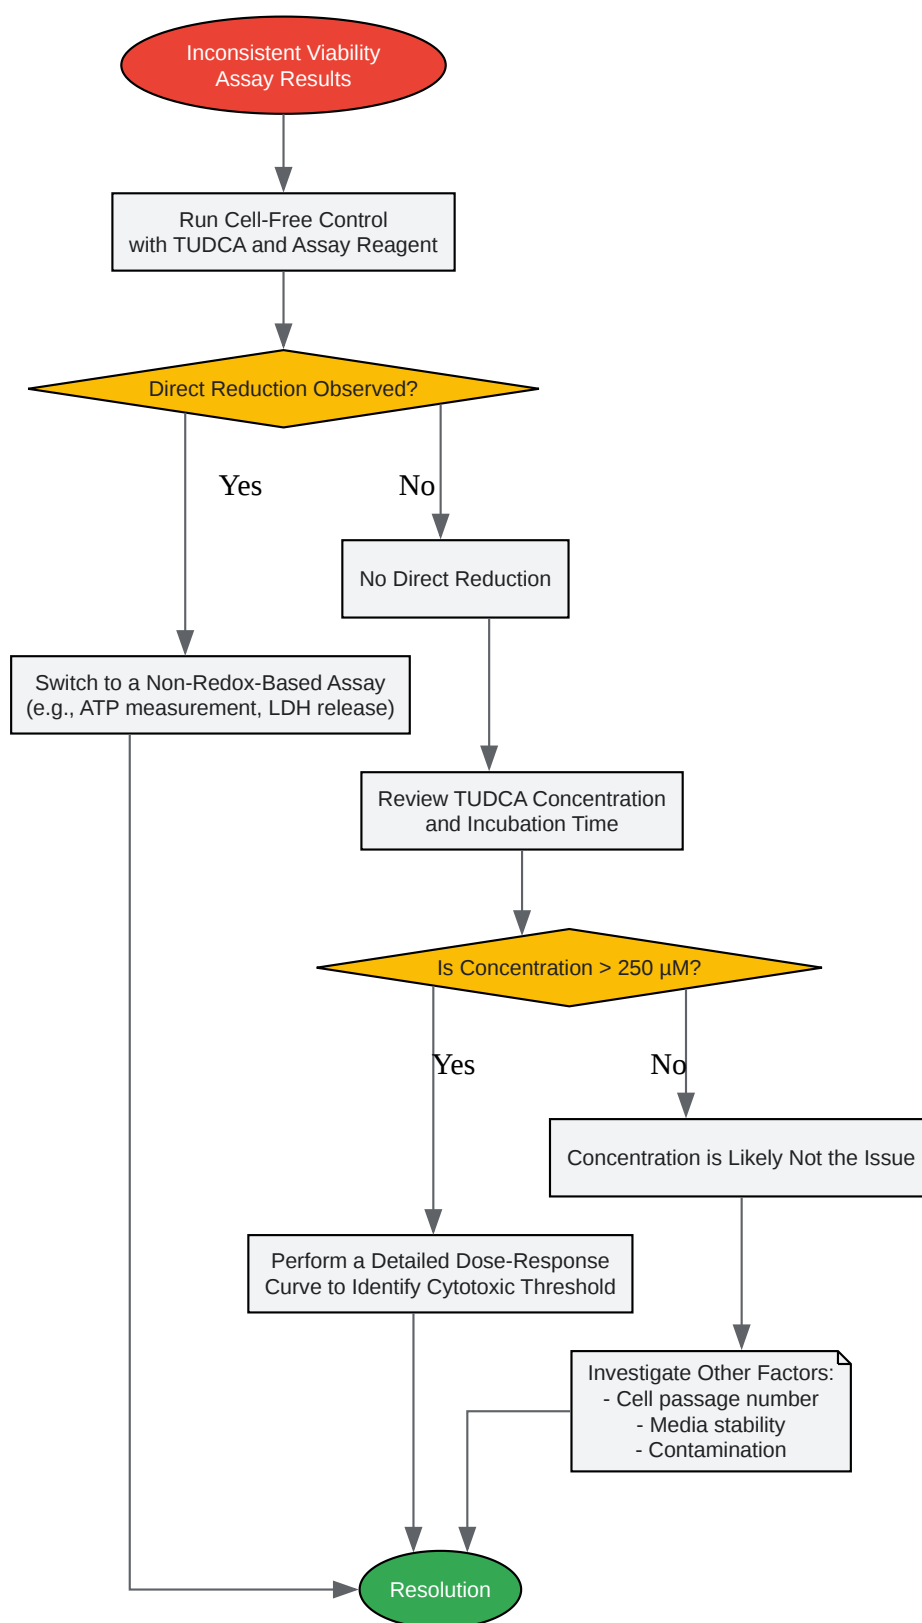 Inconsistent Viability
Assay Results
Run Cell-Free Control
with TUDCA and Assay Reagent
Direct Reduction Observed?
Yes
No
No Direct Reduction
Switch to a Non-Redox-Based Assay
(e.g., ATP measurement, LDH release)
Review TUDCA Concentration
and Incubation Time
Is Concentration > 250 µM?
Yes
No
Concentration is Likely Not the Issue
Perform a Detailed Dose-Response
Curve to Identify Cytotoxic Threshold
Investigate Other Factors:
- Cell passage number
- Media stability
- Contamination
Resolution